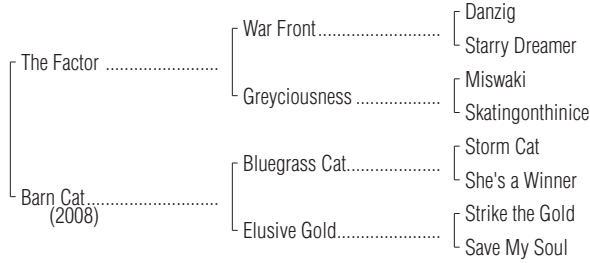 Danzig
War Front
Starry Dreamer
The Factor
Miswaki
Greyciousness
Skatingonthinice
Storm Cat
Bluegrass Cat
She's a Winner
Barn Cat
(2008)
Strike the Gold
Elusive Gold
Save My Soul